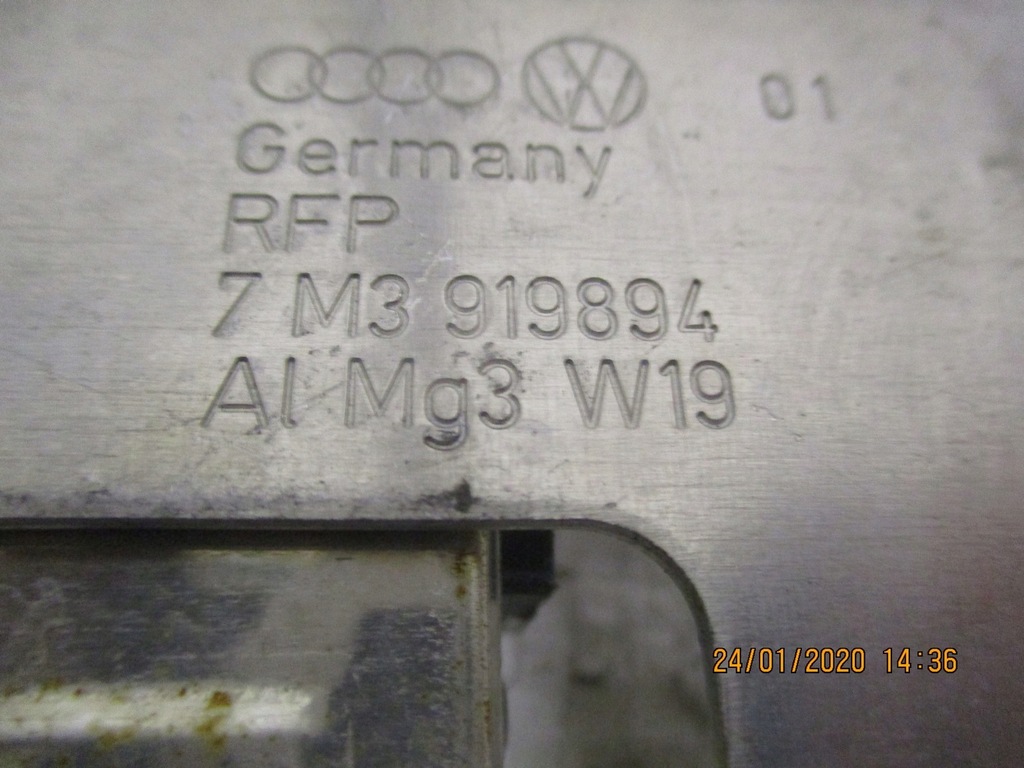 01
Germany
RFP
7 M3 919894
Al Mg3 W19
24/01/2020 14:36